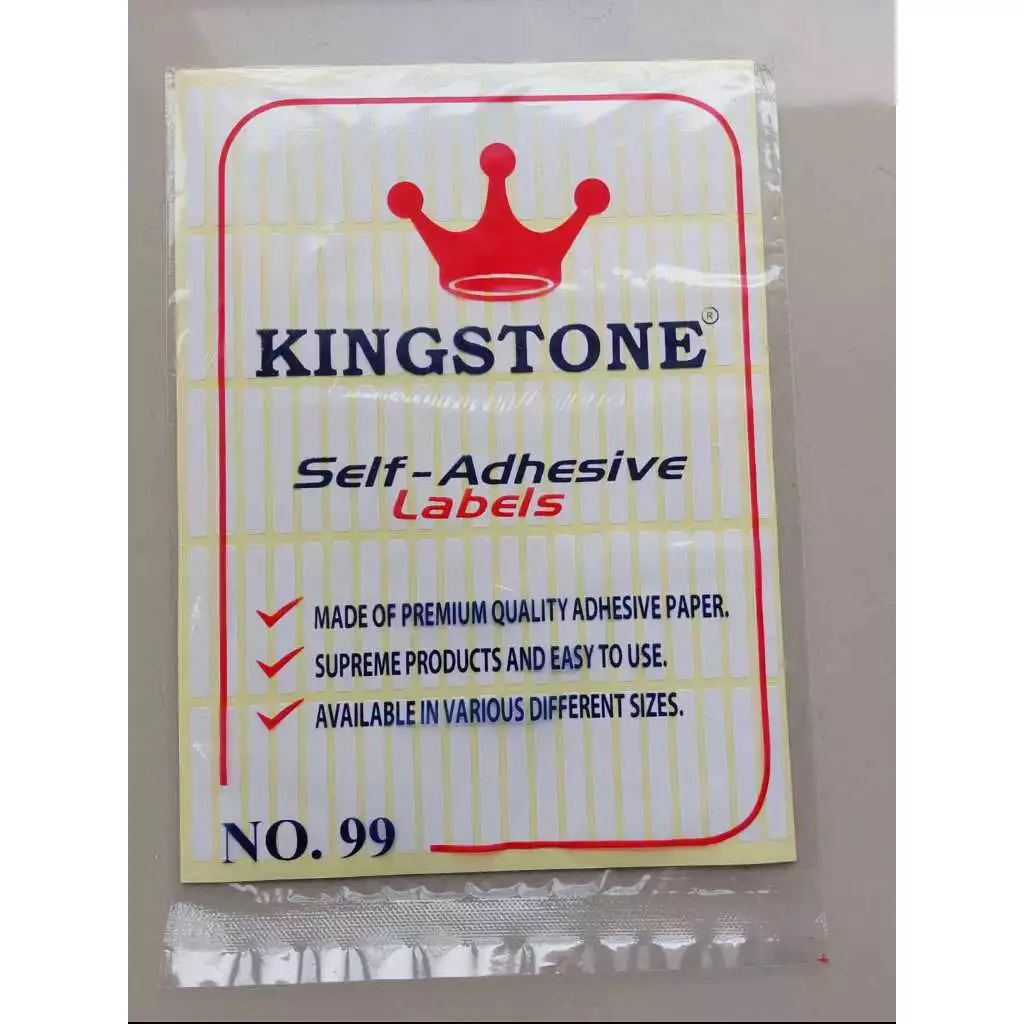 KINGSTONE®
Self-Adhesive
Labels
MADE OF PREMIUM QUALITY ADHESIVE PAPER.
SUPREME PRODUCTS AND EASY TO USE.
AVAILABLE IN VARIOUS DIFFERENT SIZES.
NO. 99